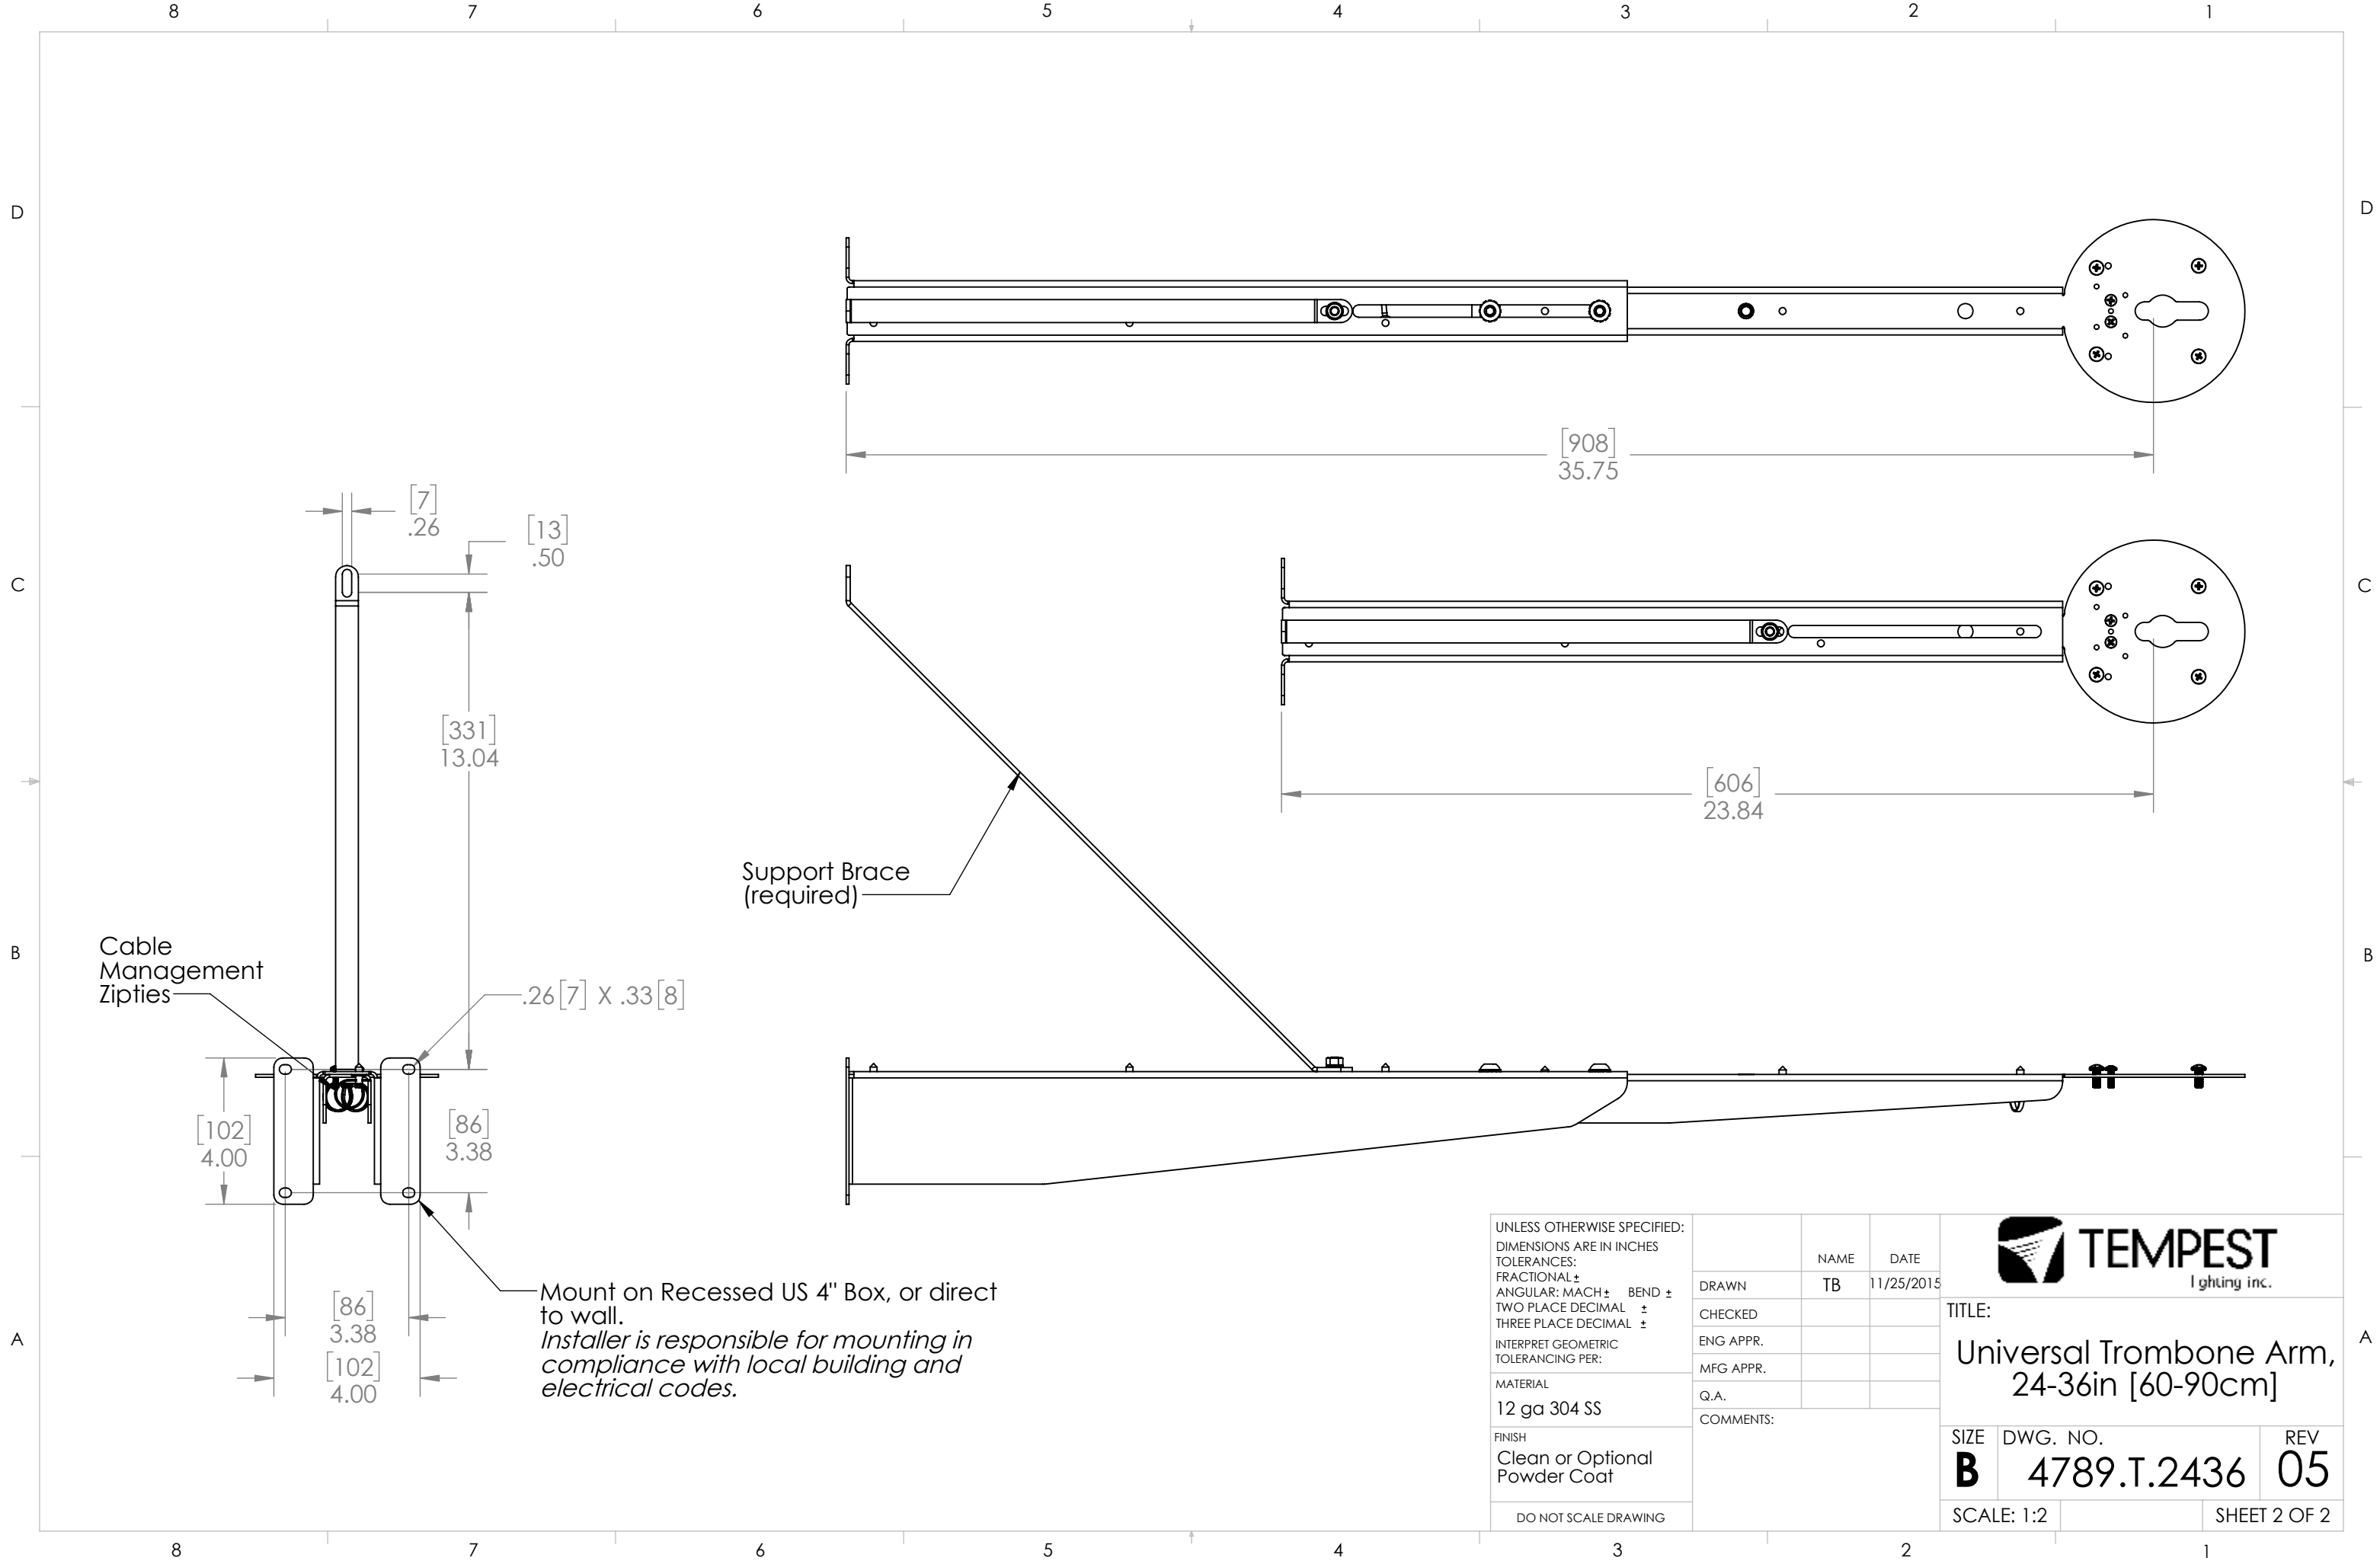 8 7 6 5 4 3 2 1
D D
[908]
35.75
[7]
.26
[13]
.50
C C
[331]
13.04
[606]
23.84
Support Brace
(required)
Cable
Management
Zipties
B B
.26[7] X .33[8]
[102]
4.00
[86]
3.38
Mount on Recessed US 4" Box, or direct
to wall.
Installer is responsible for mounting in
compliance with local building and
electrical codes.
[86]
3.38
[102]
4.00
A A
UNLESS OTHERWISE SPECIFIED:
DIMENSIONS ARE IN INCHES
TOLERANCES:
FRACTIONAL ±
ANGULAR: MACH ± BEND ±
TWO PLACE DECIMAL ±
THREE PLACE DECIMAL ±
INTERPRET GEOMETRIC
TOLERANCING PER:
MATERIAL
12 ga 304 SS
FINISH
Clean or Optional
Powder Coat
DO NOT SCALE DRAWING
NAME DATE
DRAWN TB 11/25/2015
CHECKED
ENG APPR.
MFG APPR.
Q.A.
COMMENTS:
TEMPEST
lighting inc.
TITLE:
Universal Trombone Arm,
24-36in [60-90cm]
SIZE DWG. NO. REV
B 4789.T.2436 05
SCALE: 1:2 SHEET 2 OF 2
8 7 6 5 4 3 2 1